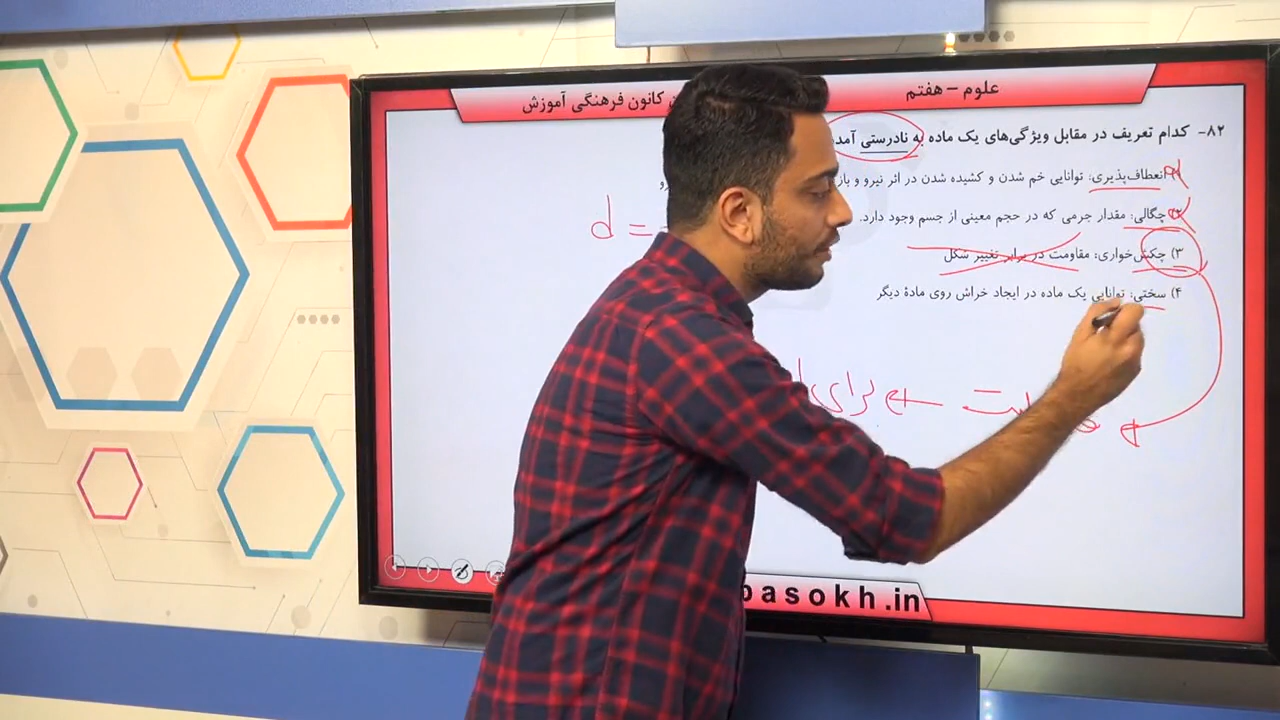 علوم – هفتم
کانون فرهنگی آموزش
۸۲- کدام تعریف در مقابل ویژگی‌های یک ماده به نادرستی آمده
انعطاف‌پذیری: توانایی خم شدن و کشیده شدن در اثر نیرو و باز
چگالی: مقدار جرمی که در حجم معینی از جسم وجود دارد.
d =
۳) چکش‌خواری: مقاومت در برابر تغییر شکل
۴) سختی: توانایی یک ماده در ایجاد خراش روی مادهٔ دیگر
برای
basokh.in